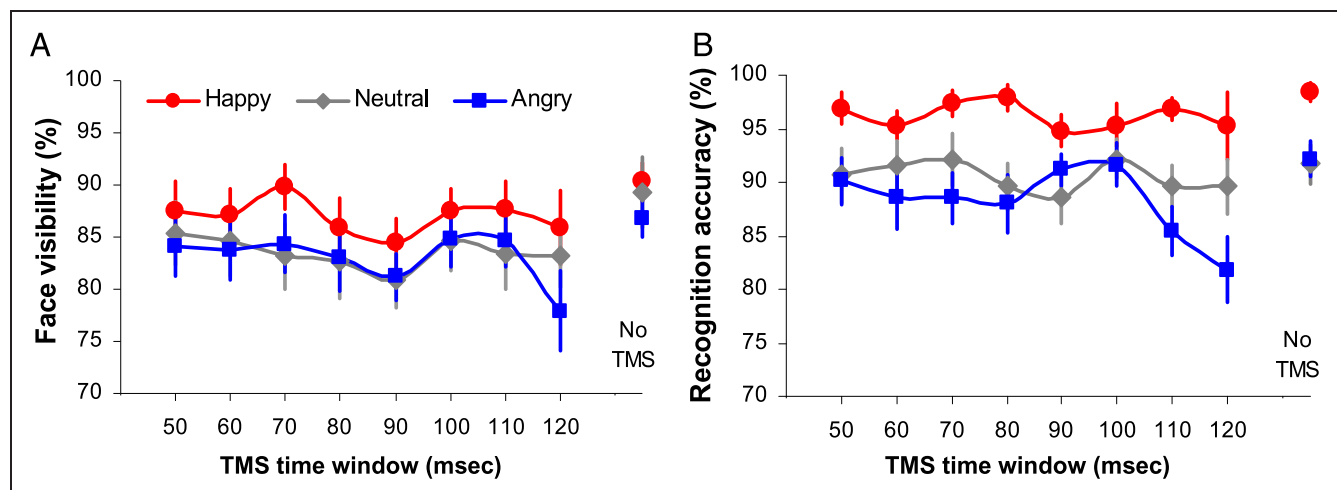 A
Face visibility (%)
100
95
90
85
80
75
70
Happy
Neutral
Angry
No
TMS
50 60 70 80 90 100 110 120
TMS time window (msec)
B
Recognition accuracy (%)
100
95
90
85
80
75
70
No
TMS
50 60 70 80 90 100 110 120
TMS time window (msec)